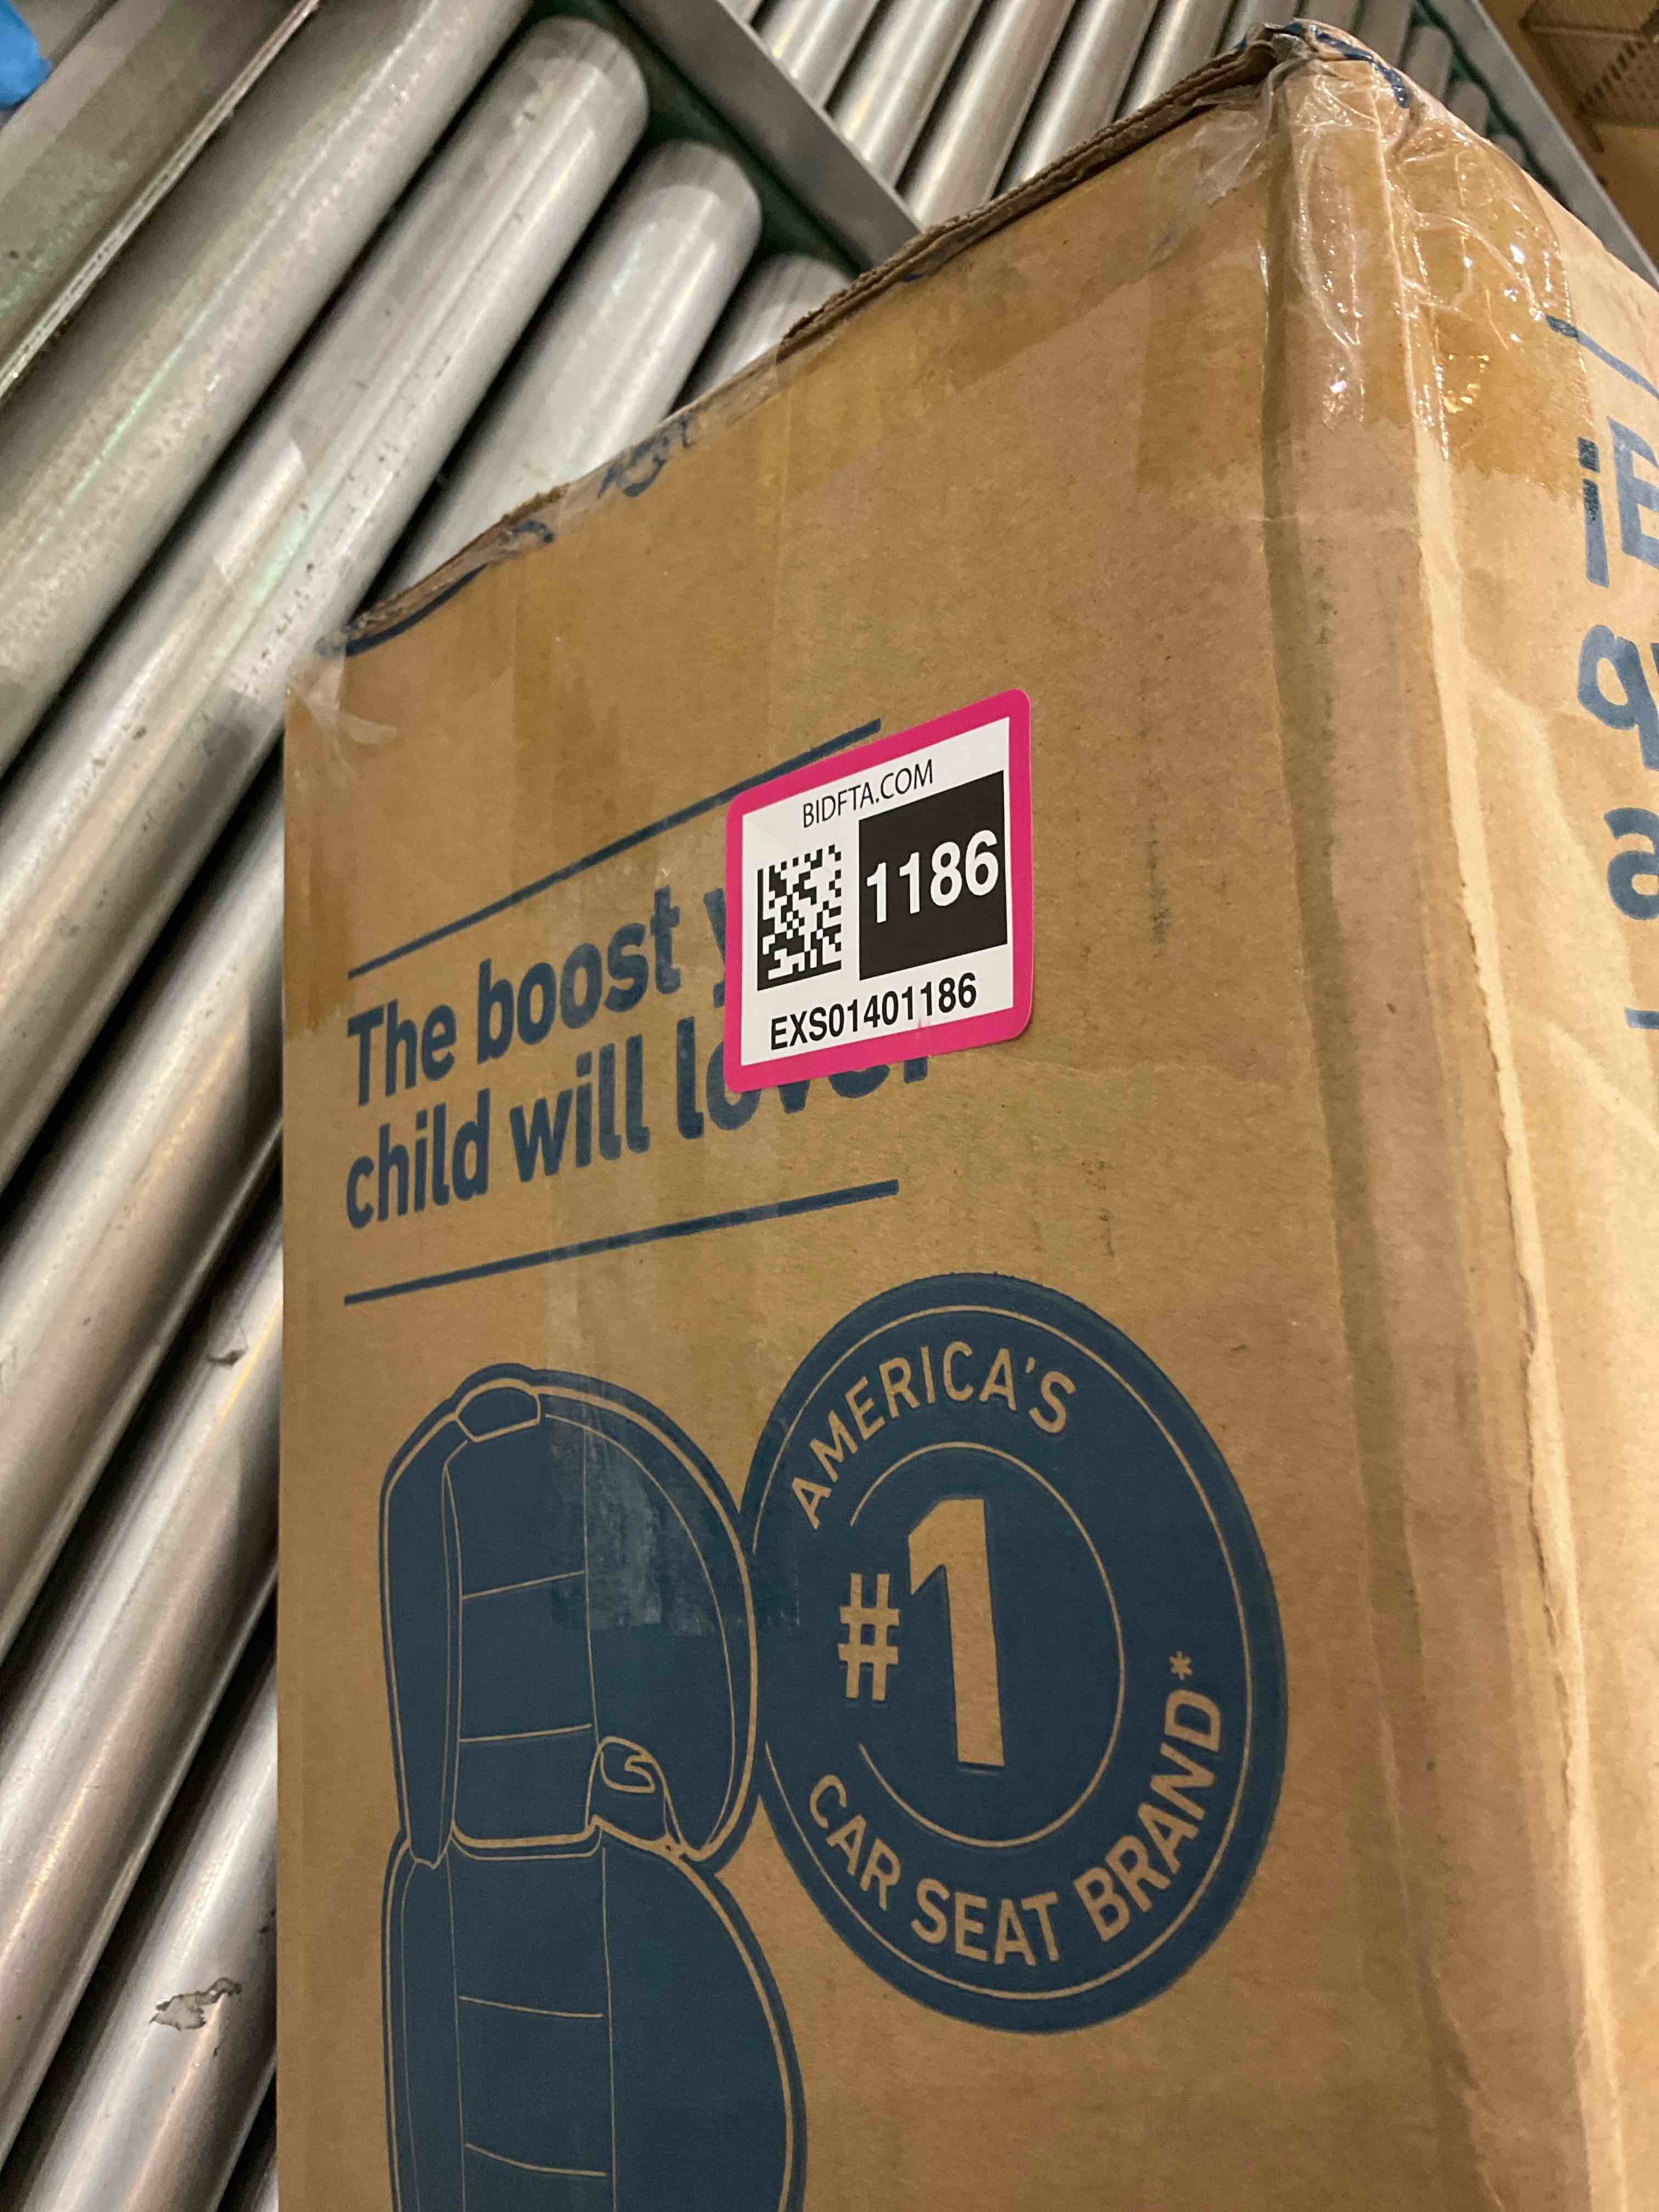 BIDFTA.COM
1186
EXS01401186
The boost
child will
AMERICA'S
#1
CAR SEAT BRAND*